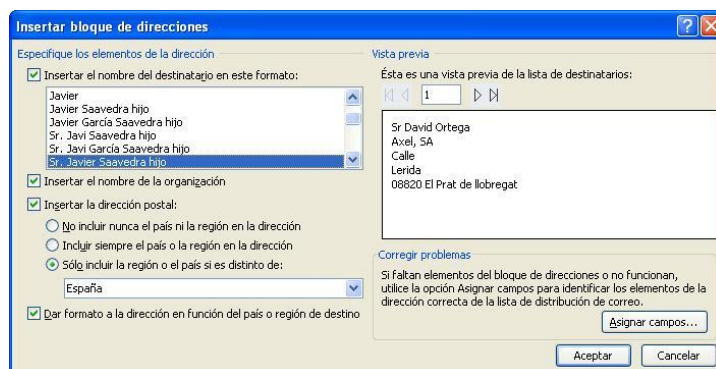 Insertar bloque de direcciones
Especifique los elementos de la dirección
Insertar el nombre del destinatario en este formato:
Javier
Javier Saavedra hijo
Javier García Saavedra hijo
Sr. Javi Saavedra hijo
Sr. Javi García Saavedra hijo
Sr. Javier Saavedra hijo
Insertar el nombre de la organización
Insertar la dirección postal:
No incluir nunca el país ni la región en la dirección
Incluir siempre el país o la región en la dirección
Sólo incluir la región o el país si es distinto de:
España
Dar formato a la dirección en función del país o región de destino
Vista previa
Ésta es una vista previa de la lista de destinatarios:
1
Sr David Ortega
Axel, SA
Calle
Lerida
08820 El Prat de llobregat
Corregir problemas
Si faltan elementos del bloque de direcciones o no funcionan,
utilice la opción Asignar campos para identificar los elementos de la
dirección correcta de la lista de distribución de correo.
Asignar campos...
Aceptar
Cancelar